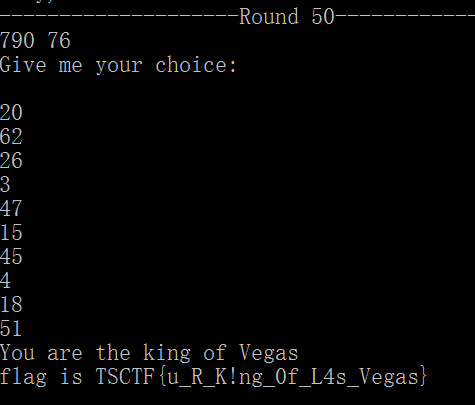 --------------------Round 50--------------
790 76
Give me your choice:
20
62
26
3
47
15
45
4
18
51
You are the king of Vegas
flag is TSCTF{u_R_K!ng_0f_L4s_Vegas}